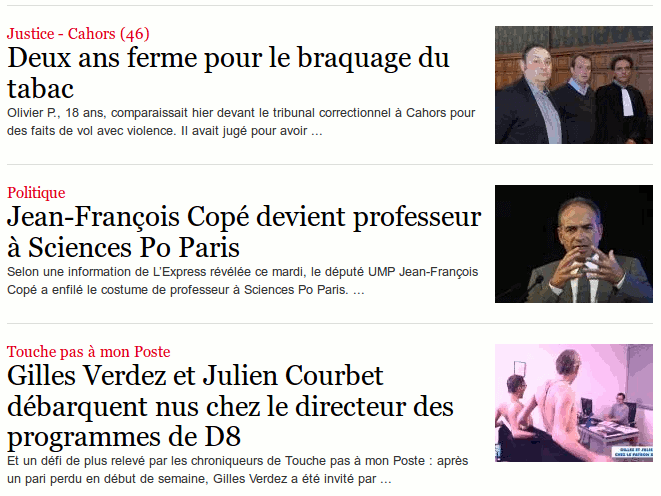 Justice - Cahors (46)
Deux ans ferme pour le braquage du
tabac
Olivier P., 18 ans, comparaissait hier devant le tribunal correctionnel à Cahors pour
des faits de vol avec violence. Il avait jugé pour avoir ...
Politique
Jean-François Copé devient professeur
à Sciences Po Paris
Selon une information de L'Express révélée ce mardi, le député UMP Jean-François
Copé a enfilé le costume de professeur à Sciences Po Paris. ...
Touche pas à mon Poste
Gilles Verdez et Julien Courbet
débarquent nus chez le directeur des
programmes de D8
Et un défi de plus relevé par les chroniqueurs de Touche pas à mon Poste : après
un pari perdu en début de semaine, Gilles Verdez a été invité par ...
GILLES ET JULIE
CHEZ LE PATRON D